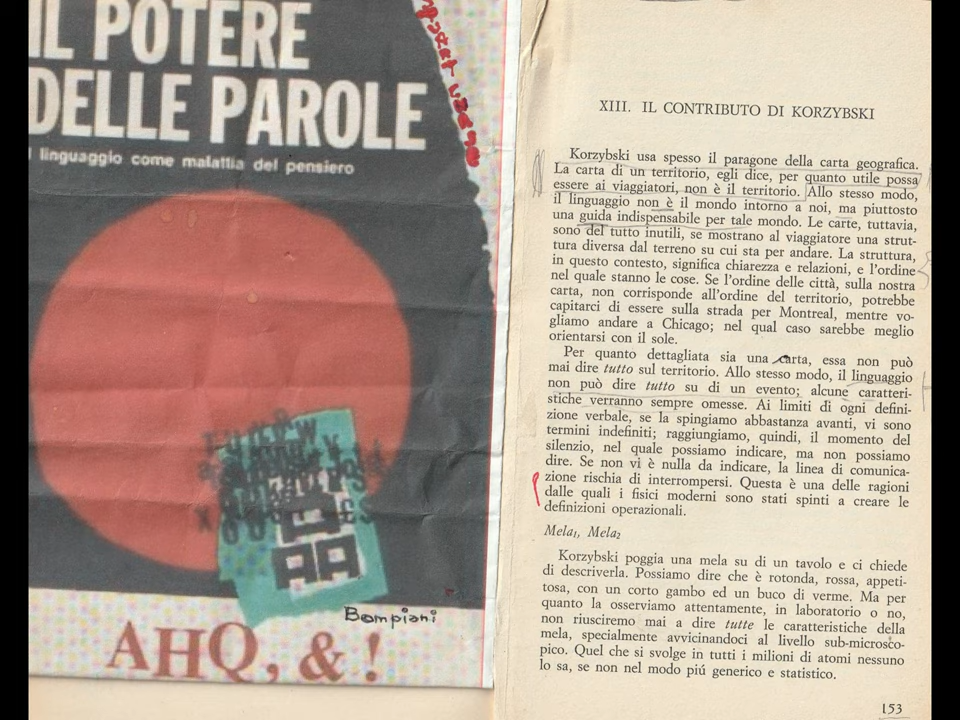 IL POTERE
DELLE PAROLE
l linguaggio come malattia del pensiero
Bompiani
AHQ, & !
XIII. IL CONTRIBUTO DI KORZYBSKI
Korzybski usa spesso il paragone della carta geografica.
La carta di un territorio, egli dice, per quanto utile possa
essere ai viaggiatori, non è il territorio. Allo stesso modo,
il linguaggio non è il mondo intorno a noi, ma piuttosto
una guida indispensabile per tale mondo. Le carte, tuttavia,
sono del tutto inutili, se mostrano al viaggiatore una strut-
tura diversa dal terreno su cui sta per andare. La struttura,
in questo contesto, significa chiarezza e relazioni, e l'ordine
nel quale stanno le cose. Se l'ordine delle città, sulla nostra
carta, non corrisponde all'ordine del territorio, potrebbe
capitarci di essere sulla strada per Montreal, mentre vo-
gliamo andare a Chicago; nel qual caso sarebbe meglio
orientarsi con il sole.
Per quanto dettagliata sia una carta, essa non può
mai dire tutto sul territorio. Allo stesso modo, il linguaggio
non può dire tutto su di un evento; alcune caratteri-
stiche verranno sempre omesse. Ai limiti di ogni defini-
zione verbale, se la spingiamo abbastanza avanti, vi sono
termini indefiniti; raggiungiamo, quindi, il momento del
silenzio, nel quale possiamo indicare, ma non possiamo
dire. Se non vi è nulla da indicare, la linea di comunica-
zione rischia di interrompersi. Questa è una delle ragioni
dalle quali i fisici moderni sono stati spinti a creare le
definizioni operazionali.
Mela₁, Mela₂
Korzybski poggia una mela su di un tavolo e ci chiede
di descriverla. Possiamo dire che è rotonda, rossa, appeti-
tosa, con un corto gambo ed un buco di verme. Ma per
quanto la osserviamo attentamente, in laboratorio o no,
non riusciremo mai a dire tutte le caratteristiche della
mela, specialmente avvicinandoci al livello sub-microsco-
pico. Quel che si svolge in tutti i milioni di atomi nessuno
lo sa, se non nel modo piú generico e statistico.
153